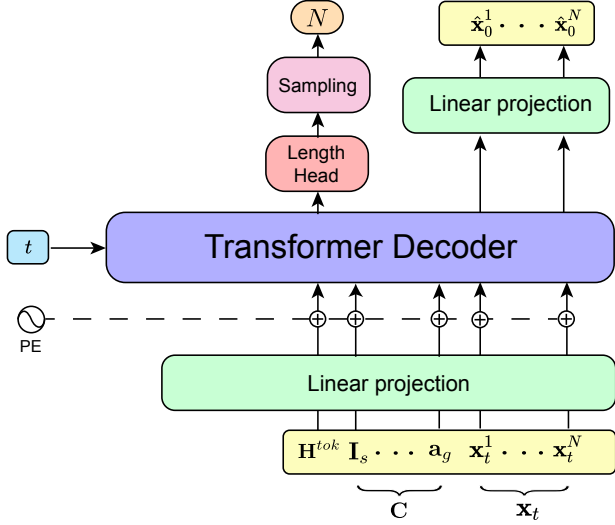 N
x̂₀¹ · · · x̂₀ᴺ
Sampling
Linear projection
Length
Head
t
Transformer Decoder
PE
Linear projection
Hᵗᵒᵏ Iₛ · · · a_g xₜ¹ · · · xₜᴺ
C xₜ